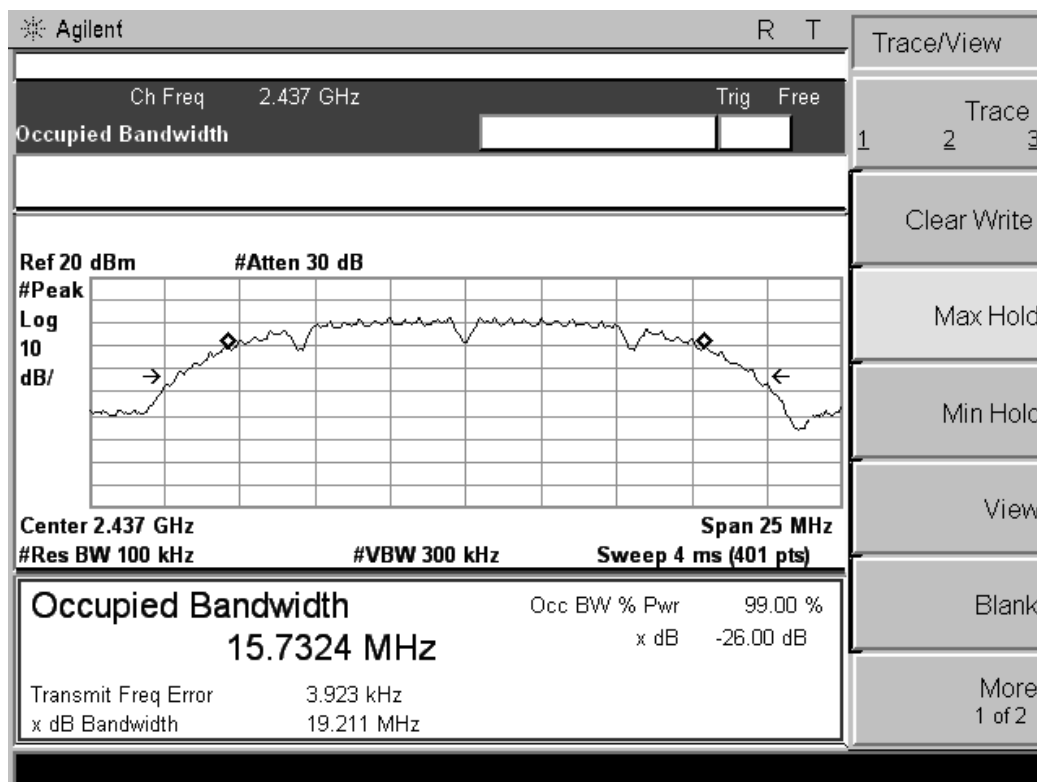 Agilent R T
Trace/View
Ch Freq 2.437 GHz Trig Free
Occupied Bandwidth
Trace
1 2 3
Clear Write
Max Hold
Min Hold
View
Blank
More
1 of 2
Ref 20 dBm #Atten 30 dB
#Peak
Log
10
dB/
Center 2.437 GHz Span 25 MHz
#Res BW 100 kHz #VBW 300 kHz Sweep 4 ms (401 pts)
Occupied Bandwidth Occ BW % Pwr 99.00 %
15.7324 MHz x dB -26.00 dB
Transmit Freq Error 3.923 kHz
x dB Bandwidth 19.211 MHz